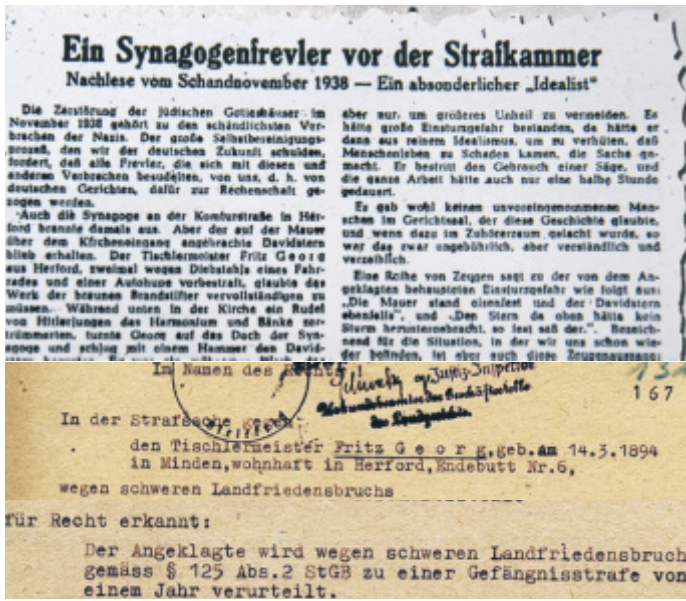 Ein Synagogenfrevler vor der Strafkammer
Nachlese vom Schandnovember 1938 — Ein absonderlicher „Idealist"
Die Zerstörung der jüdischen Gotteshäuser im
November 1938 gehört zu den schändlichsten Ver-
brechen der Nazis. Der große Selbstbereinigungs-
prozeß, den wir der deutschen Zukunft schulden,
fordert, daß alle Frevler, die sich mit diesen und
anderen Verbrechen besudelten, von uns, d. h. von
deutschen Gerichten, dafür zur Rechenschaft ge-
zogen werden.
Auch die Synagoge an der Komturstraße in Her-
ford brannte damals aus. Aber der auf der Mauer
über dem Kircheneingang angebrachte Davidstern
blieb erhalten. Der Tischlermeister Fritz Georg
aus Herford, zweimal wegen Diebstahls eines Fahr-
rades und einer Autohupe vorbestraft, glaubte das
Werk der braunen Brandstifter vervollständigen zu
müssen. Während unten in der Kirche ein Rudel
von Hitlerjungen das Harmonium und Bänke zer-
trümmerten, turnte Georg auf das Dach der Syn-
agoge und schlug mit einem Hammer den David-
aber nur, um größeres Unheil zu vermeiden. Es
hätte große Einsturzgefahr bestanden, da hätte er
dann aus reinem Idealismus, um zu verhüten, daß
Menschenleben zu Schaden kamen, die Sache ge-
macht. Er bestritt den Gebrauch einer Säge, und
die ganze Arbeit hätte auch nur eine halbe Stunde
gedauert.
Es gab wohl keinen unvoreingenommenen Men-
schen im Gerichtssaal, der diese Geschichte glaubte,
und wenn dazu im Zuhörerraum gelacht wurde, so
war das zwar ungebührlich, aber verständlich und
verzeihlich.
Eine Reihe von Zeugen sagt zu der von dem An-
geklagten behaupteten Einsturzgefahr wie folgt aus:
„Die Mauer stand eisenfest und der Davidstern
ebenfalls", und „Den Stern da oben hätte kein
Sturm heruntergebracht, so fest saß der.". Bezeich-
nend für die Situation, in der wir uns schon wie-
der befinden, ist aber auch diese Zeugenaussage:
Im Namen des Rechts
Justiz-Inspektor
Urkundsbeamter der Geschäftsstelle
des Landgerichts.
167
In der Strafsache gegen
den Tischlermeister Fritz G e o r g, geb. am 14.3.1894
in Minden, wohnhaft in Herford, Endebutt Nr.6,
wegen schweren Landfriedensbruchs
für Recht erkannt:
Der Angeklagte wird wegen schweren Landfriedensbruch
gemäss § 125 Abs.2 StGB zu einer Gefängnisstrafe von
einem Jahr verurteilt.